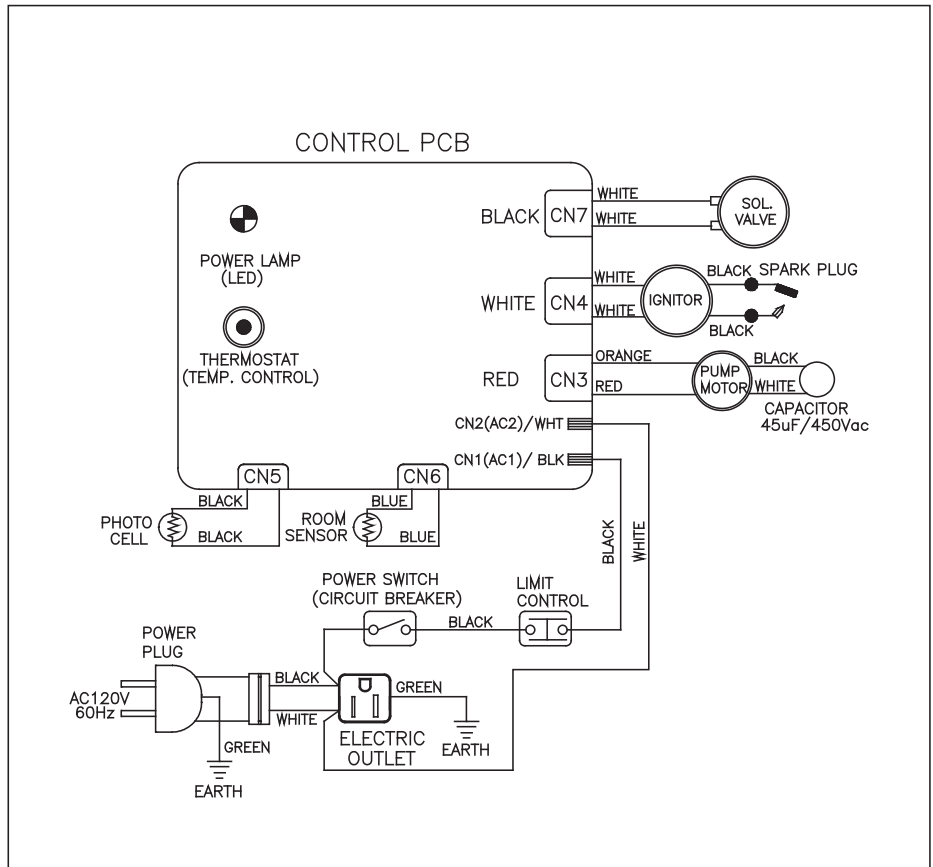 CONTROL PCB
POWER LAMP
(LED)
THERMOSTAT
(TEMP. CONTROL)
BLACK
CN7
WHITE
WHITE
SOL.
VALVE
WHITE
CN4
WHITE
WHITE
IGNITOR
BLACK
SPARK PLUG
BLACK
RED
CN3
ORANGE
RED
PUMP
MOTOR
BLACK
WHITE
CAPACITOR
45uF/450Vac
CN2(AC2)/WHT
CN1(AC1)/ BLK
CN5
BLACK
PHOTO
CELL
BLACK
CN6
BLUE
ROOM
SENSOR
BLUE
BLACK
WHITE
POWER SWITCH
(CIRCUIT BREAKER)
BLACK
LIMIT
CONTROL
POWER
PLUG
AC120V
60Hz
BLACK
WHITE
GREEN
EARTH
GREEN
EARTH
ELECTRIC
OUTLET